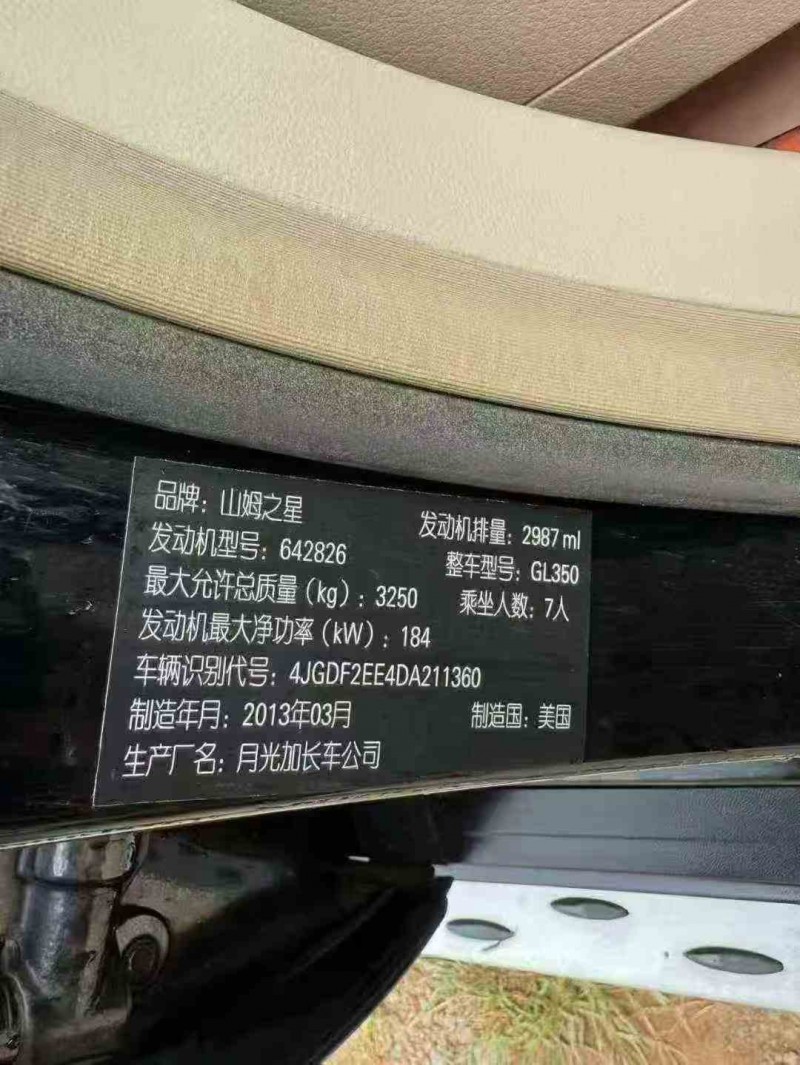 品牌：山姆之星
发动机型号：642826 发动机排量：2987 ml
最大允许总质量（kg）：3250 整车型号：GL350
发动机最大净功率（kW）：184 乘坐人数：7人
车辆识别代号：4JGDF2EE4DA211360
制造年月：2013年03月 制造国：美国
生产厂名：月光加长车公司